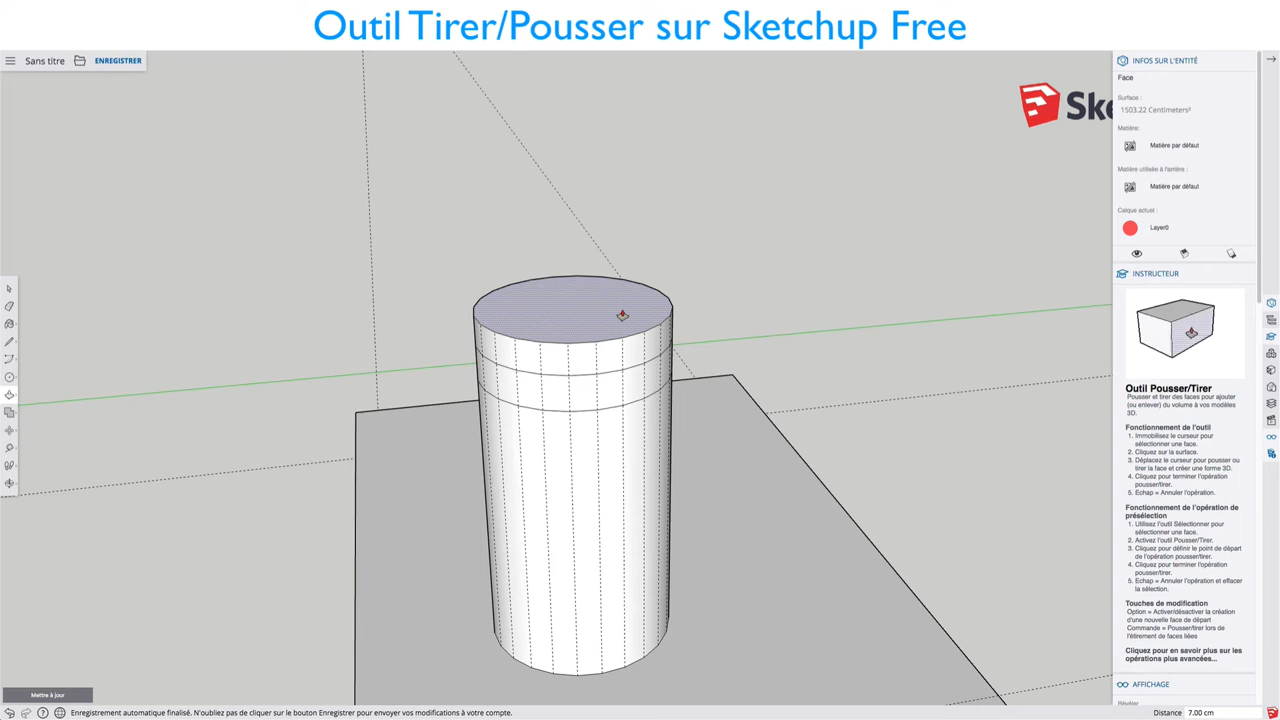 Outil Tirer/Pousser sur Sketchup Free
Sans titre
ENREGISTRER
Ske
INFOS SUR L'ENTITÉ
Face
Surface :
1503.22 Centimeters²
Matière:
Matière par défaut
Matière utilisée à l'arrière :
Matière par défaut
Calque actuel :
Layer0
INSTRUCTEUR
Outil Pousser/Tirer
Pousser et tirer des faces pour ajouter
(ou enlever) du volume à vos modèles
3D.
Fonctionnement de l'outil
1. Immobilisez le curseur pour
sélectionner une face.
2. Cliquez sur la surface.
3. Déplacez le curseur pour pousser ou
tirer la face et créer une forme 3D.
4. Cliquez pour terminer l'opération
pousser/tirer.
5. Echap = Annuler l'opération.
Fonctionnement de l'opération de
présélection
1. Utilisez l'outil Sélectionner pour
sélectionner une face.
2. Activez l'outil Pousser/Tirer.
3. Cliquez pour définir le point de départ
de l'opération pousser/tirer.
4. Cliquez pour terminer l'opération
pousser/tirer.
5. Echap = Annuler l'opération et effacer
la sélection.
Touches de modification
Option = Activer/désactiver la création
d'une nouvelle face de départ
Commande = Pousser/tirer lors de
l'étirement de faces liées
Cliquez pour en savoir plus sur les
opérations plus avancées...
AFFICHAGE
Révéler
Mettre à jour
Enregistrement automatique finalisé. N'oubliez pas de cliquer sur le bouton Enregistrer pour envoyer vos modifications à votre compte.
Distance 7.00 cm